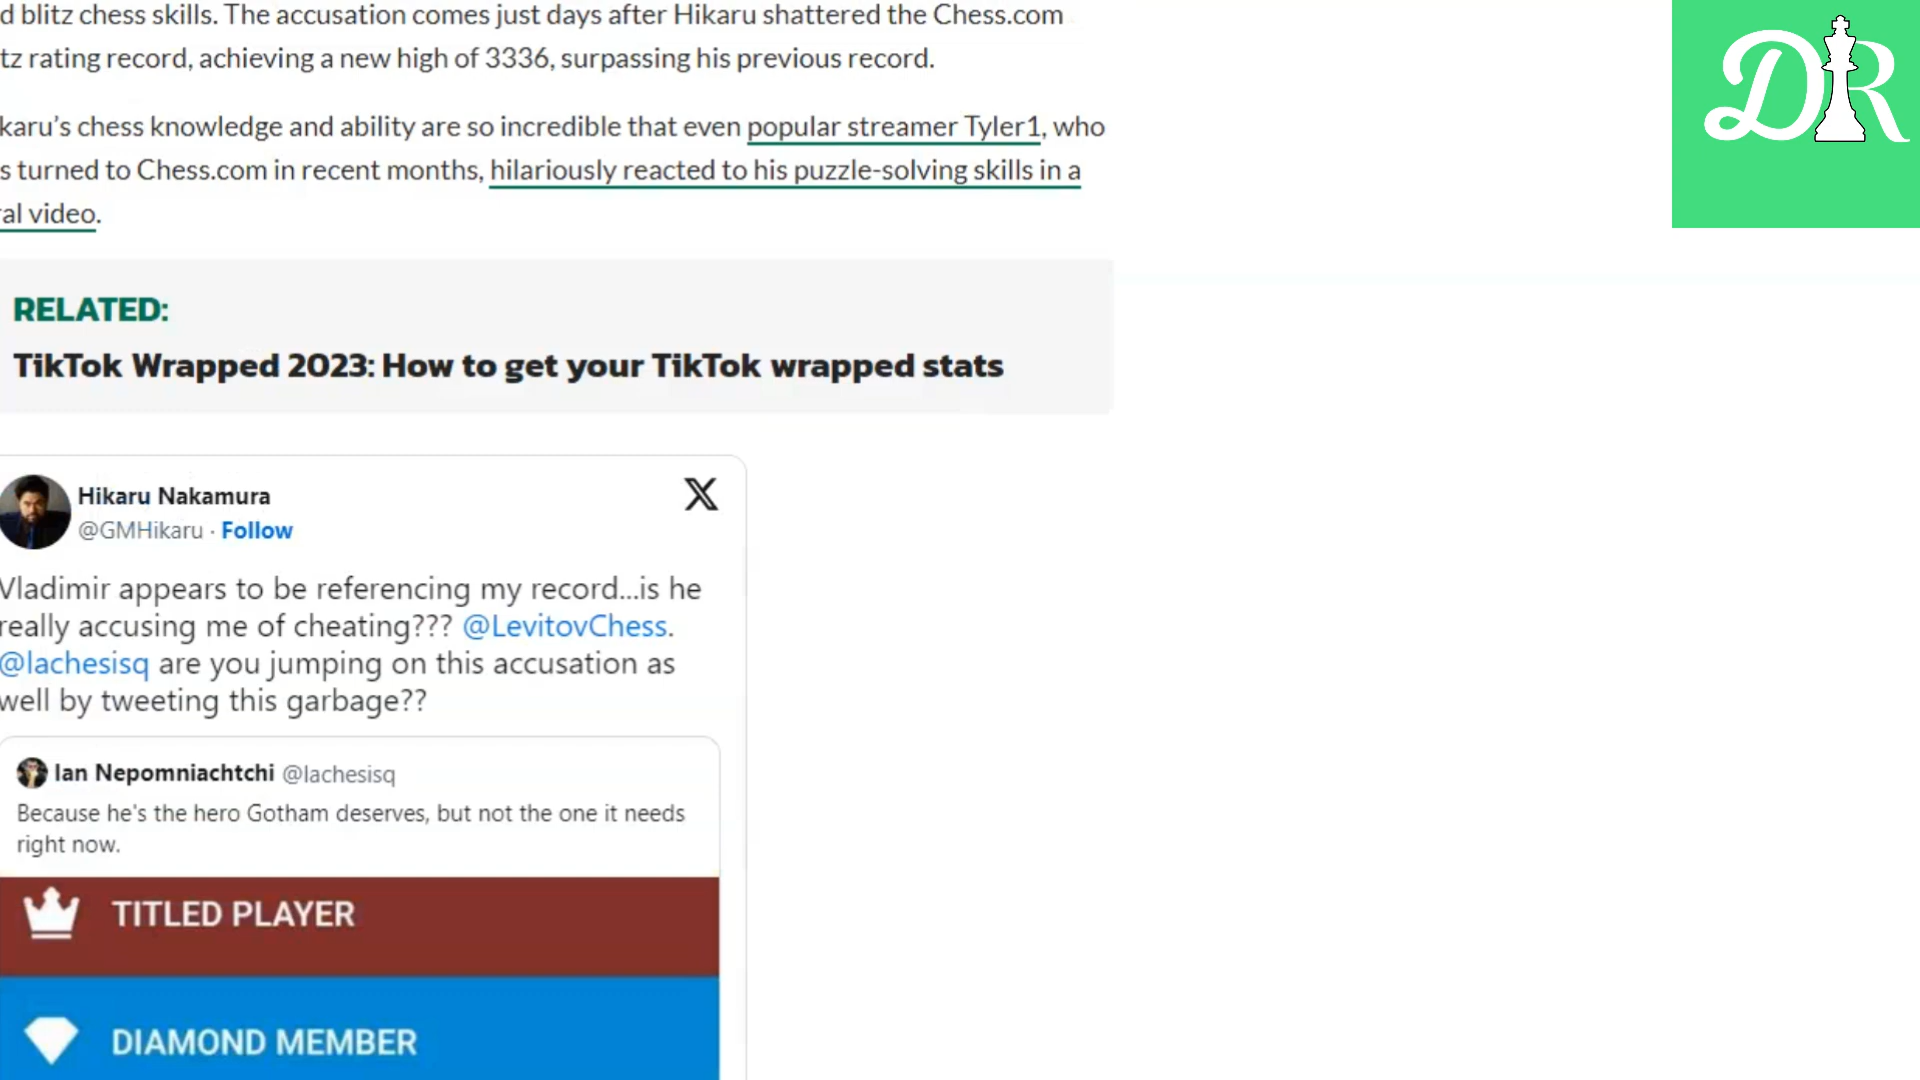 d blitz chess skills. The accusation comes just days after Hikaru shattered the Chess.com
tz rating record, achieving a new high of 3336, surpassing his previous record.
karu’s chess knowledge and ability are so incredible that even popular streamer Tyler1, who
s turned to Chess.com in recent months, hilariously reacted to his puzzle-solving skills in a
ral video.
RELATED:
TikTok Wrapped 2023: How to get your TikTok wrapped stats
Hikaru Nakamura
@GMHikaru · Follow
Vladimir appears to be referencing my record...is he
really accusing me of cheating??? @LevitovChess.
@lachesisq are you jumping on this accusation as
well by tweeting this garbage??
Ian Nepomniachtchi @lachesisq
Because he's the hero Gotham deserves, but not the one it needs
right now.
TITLED PLAYER
DIAMOND MEMBER
DR